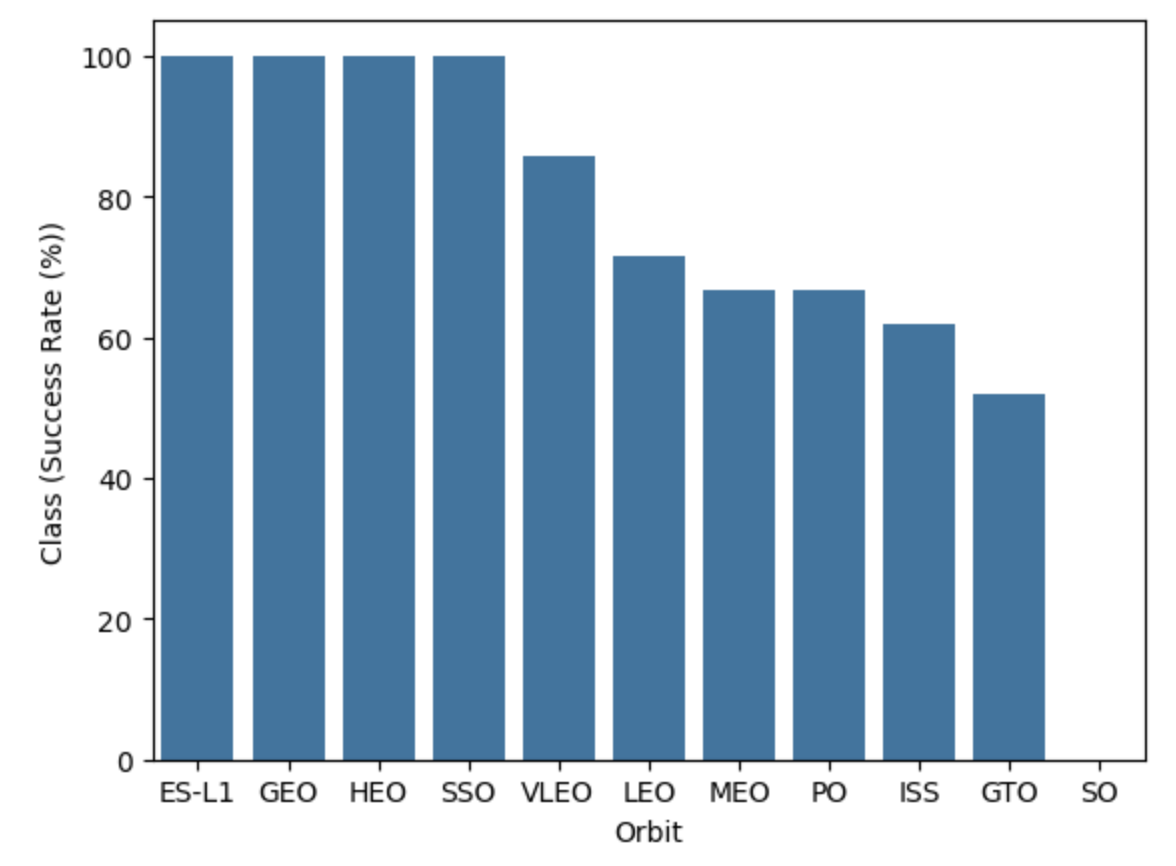 100
80
60
40
20
0
Class (Success Rate (%))
ES-L1 GEO HEO SSO VLEO LEO MEO PO ISS GTO SO
Orbit